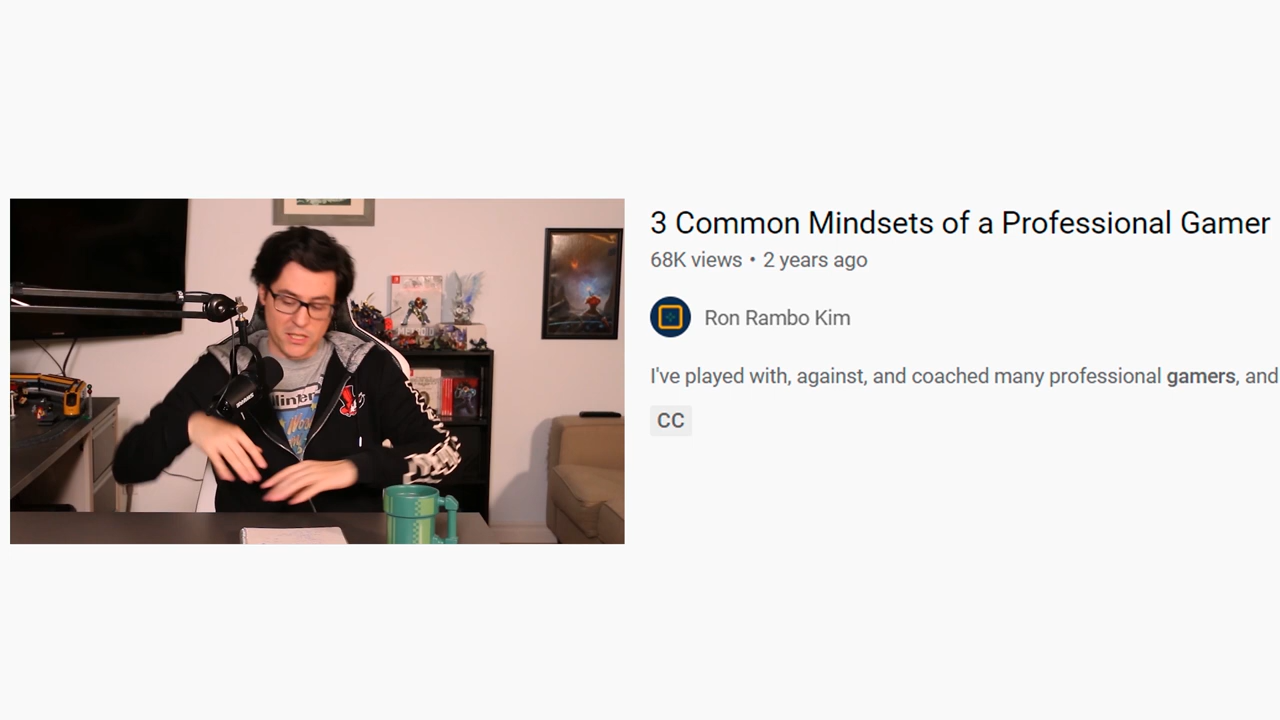 3 Common Mindsets of a Professional Gamer
68K views • 2 years ago
Ron Rambo Kim
I've played with, against, and coached many professional gamers, and
CC
METROID